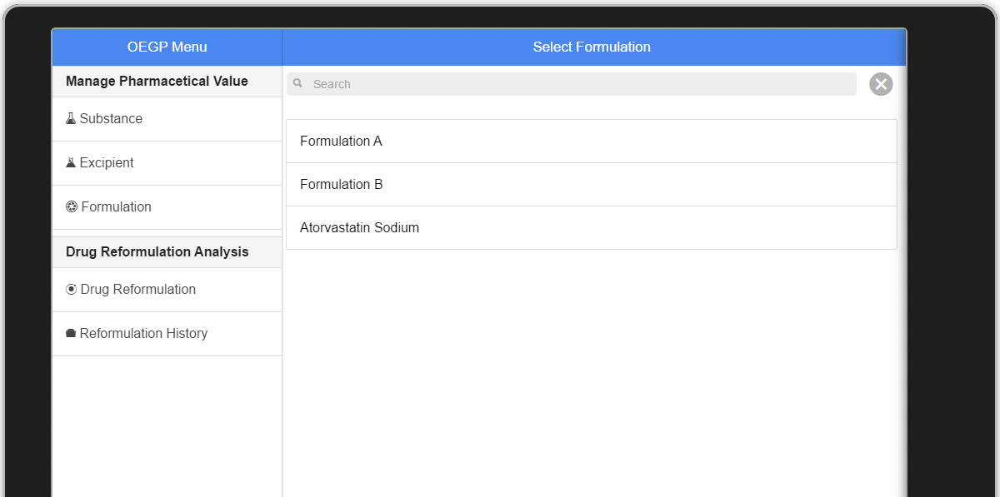 OEGP Menu
Select Formulation
Manage Pharmacetical Value
Substance
Excipient
Formulation
Drug Reformulation Analysis
Drug Reformulation
Reformulation History
Search
Formulation A
Formulation B
Atorvastatin Sodium